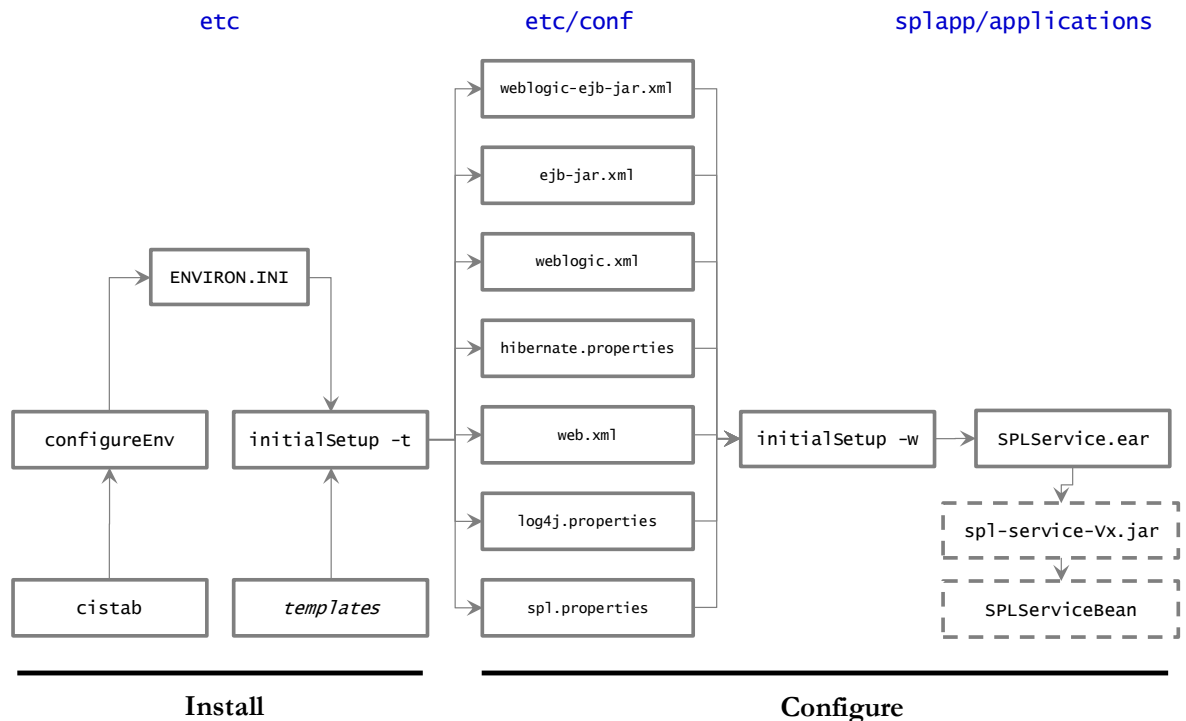 etc
etc/conf
splapp/applications
weblogic-ejb-jar.xml
ejb-jar.xml
weblogic.xml
ENVIRON.INI
hibernate.properties
configureEnv
initialSetup –t
web.xml
initialSetup –w
SPLService.ear
log4j.properties
spl-service-Vx.jar
cistab
templates
spl.properties
SPLServiceBean
Install
Configure